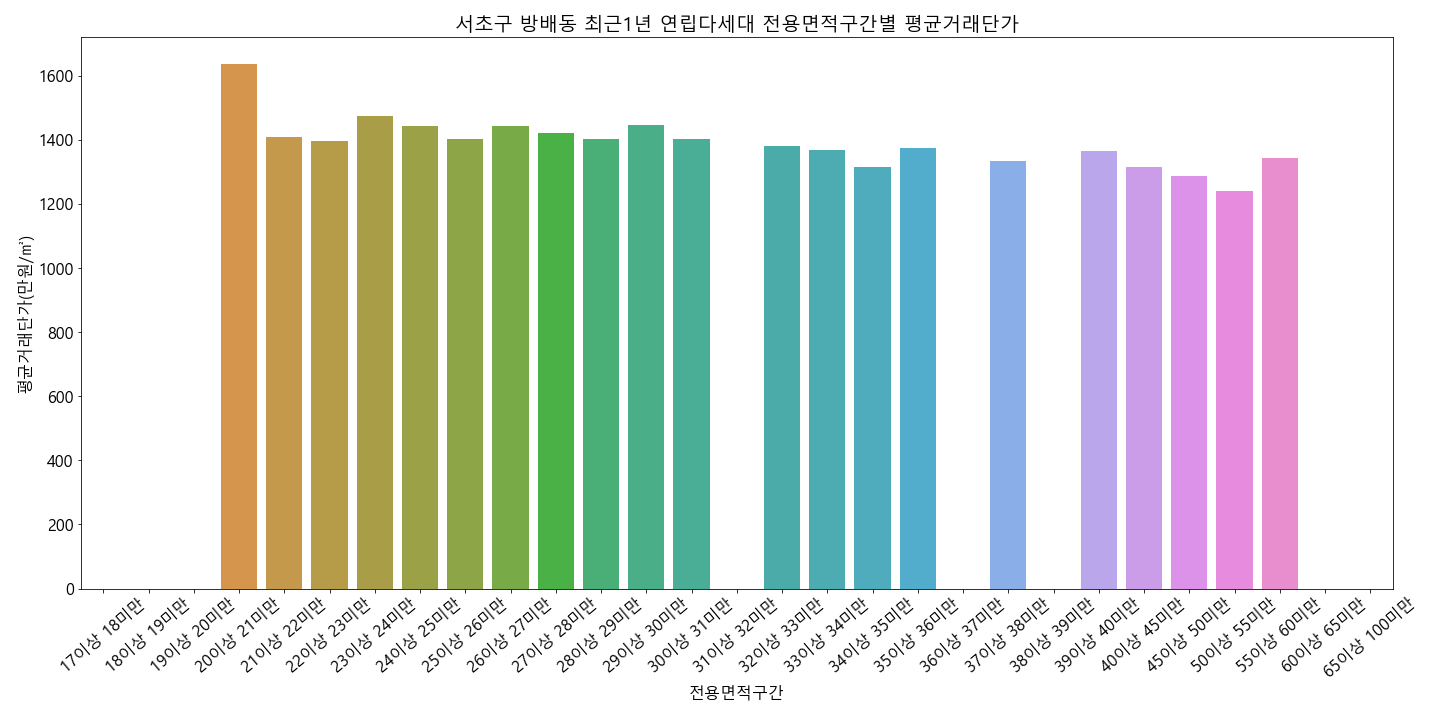 서초구 방배동 최근1년 연립다세대 전용면적구간별 평균거래단가
평균거래단가(만원/㎡)
1600
1400
1200
1000
800
600
400
200
0
17이상 18미만
18이상 19미만
19이상 20미만
20이상 21미만
21이상 22미만
22이상 23미만
23이상 24미만
24이상 25미만
25이상 26미만
26이상 27미만
27이상 28미만
28이상 29미만
29이상 30미만
30이상 31미만
31이상 32미만
32이상 33미만
33이상 34미만
34이상 35미만
35이상 36미만
36이상 37미만
37이상 38미만
38이상 39미만
39이상 40미만
40이상 45미만
45이상 50미만
50이상 55미만
55이상 60미만
60이상 65미만
65이상 100미만
전용면적구간